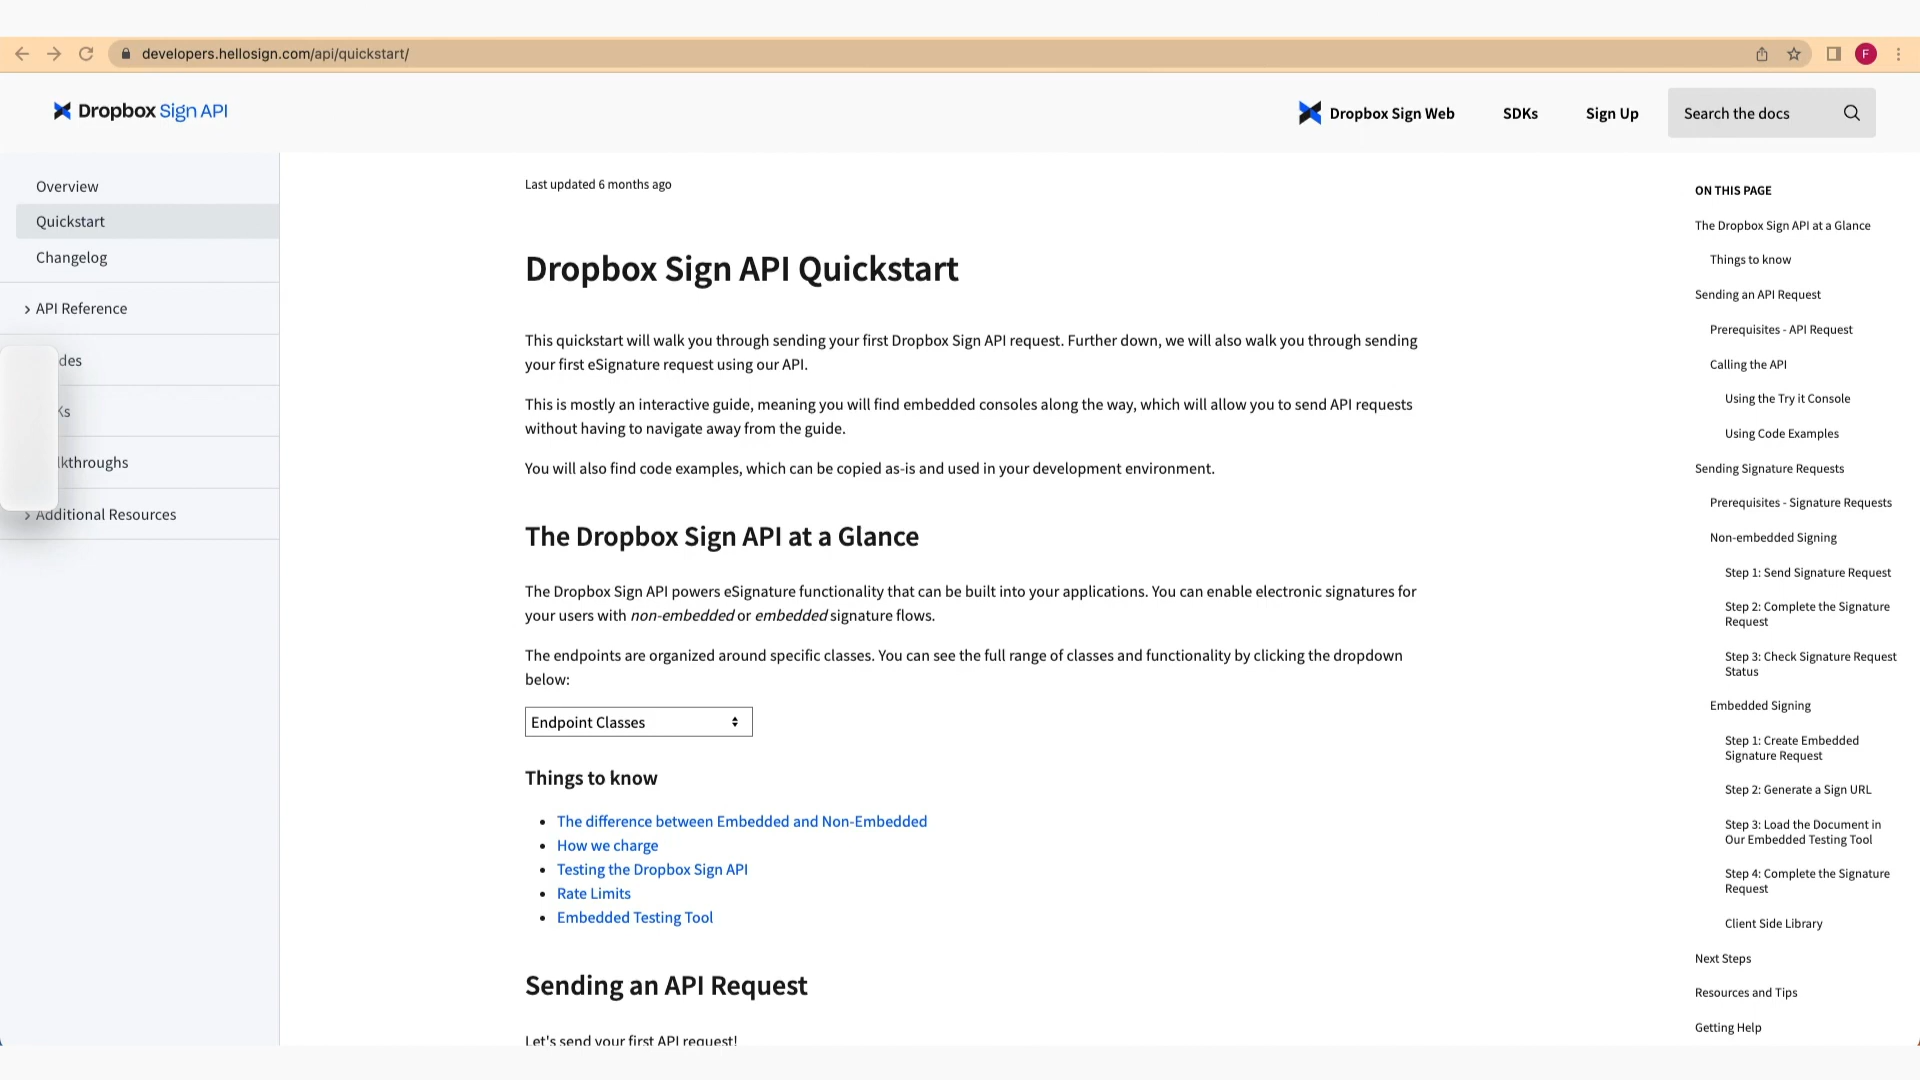 developers.hellosign.com/api/quickstart/
F
Dropbox Sign API
Dropbox Sign Web
SDKs
Sign Up
Search the docs
Overview
Quickstart
Changelog
API Reference
des
Ks
lkthroughs
Additional Resources
Last updated 6 months ago
Dropbox Sign API Quickstart
This quickstart will walk you through sending your first Dropbox Sign API request. Further down, we will also walk you through sending
your first eSignature request using our API.
This is mostly an interactive guide, meaning you will find embedded consoles along the way, which will allow you to send API requests
without having to navigate away from the guide.
You will also find code examples, which can be copied as-is and used in your development environment.
The Dropbox Sign API at a Glance
The Dropbox Sign API powers eSignature functionality that can be built into your applications. You can enable electronic signatures for
your users with non-embedded or embedded signature flows.
The endpoints are organized around specific classes. You can see the full range of classes and functionality by clicking the dropdown
below:
Endpoint Classes
Things to know
• The difference between Embedded and Non-Embedded
• How we charge
• Testing the Dropbox Sign API
• Rate Limits
• Embedded Testing Tool
Sending an API Request
Let's send your first API request!
ON THIS PAGE
The Dropbox Sign API at a Glance
Things to know
Sending an API Request
Prerequisites - API Request
Calling the API
Using the Try it Console
Using Code Examples
Sending Signature Requests
Prerequisites - Signature Requests
Non-embedded Signing
Step 1: Send Signature Request
Step 2: Complete the Signature
Request
Step 3: Check Signature Request
Status
Embedded Signing
Step 1: Create Embedded
Signature Request
Step 2: Generate a Sign URL
Step 3: Load the Document in
Our Embedded Testing Tool
Step 4: Complete the Signature
Request
Client Side Library
Next Steps
Resources and Tips
Getting Help